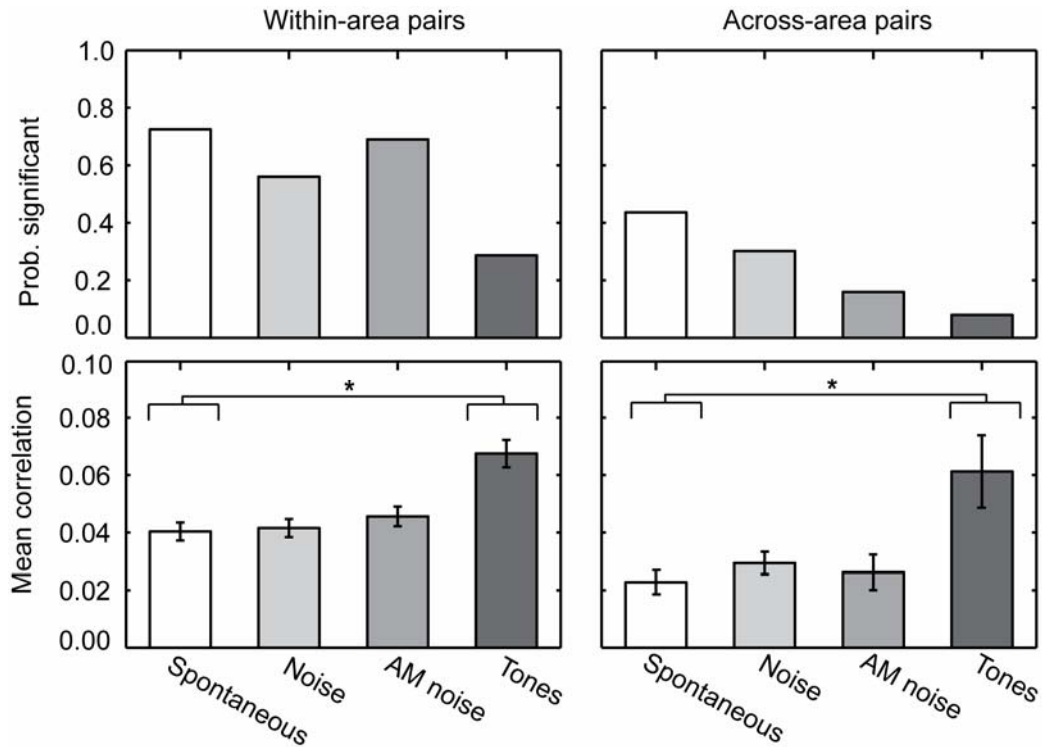 Within-area pairs
Across-area pairs
Prob. significant
1.0
0.8
0.6
0.4
0.2
0.0
Mean correlation
0.10
0.08
0.06
0.04
0.02
0.00
*
*
Spontaneous
Noise
AM noise
Tones
Spontaneous
Noise
AM noise
Tones